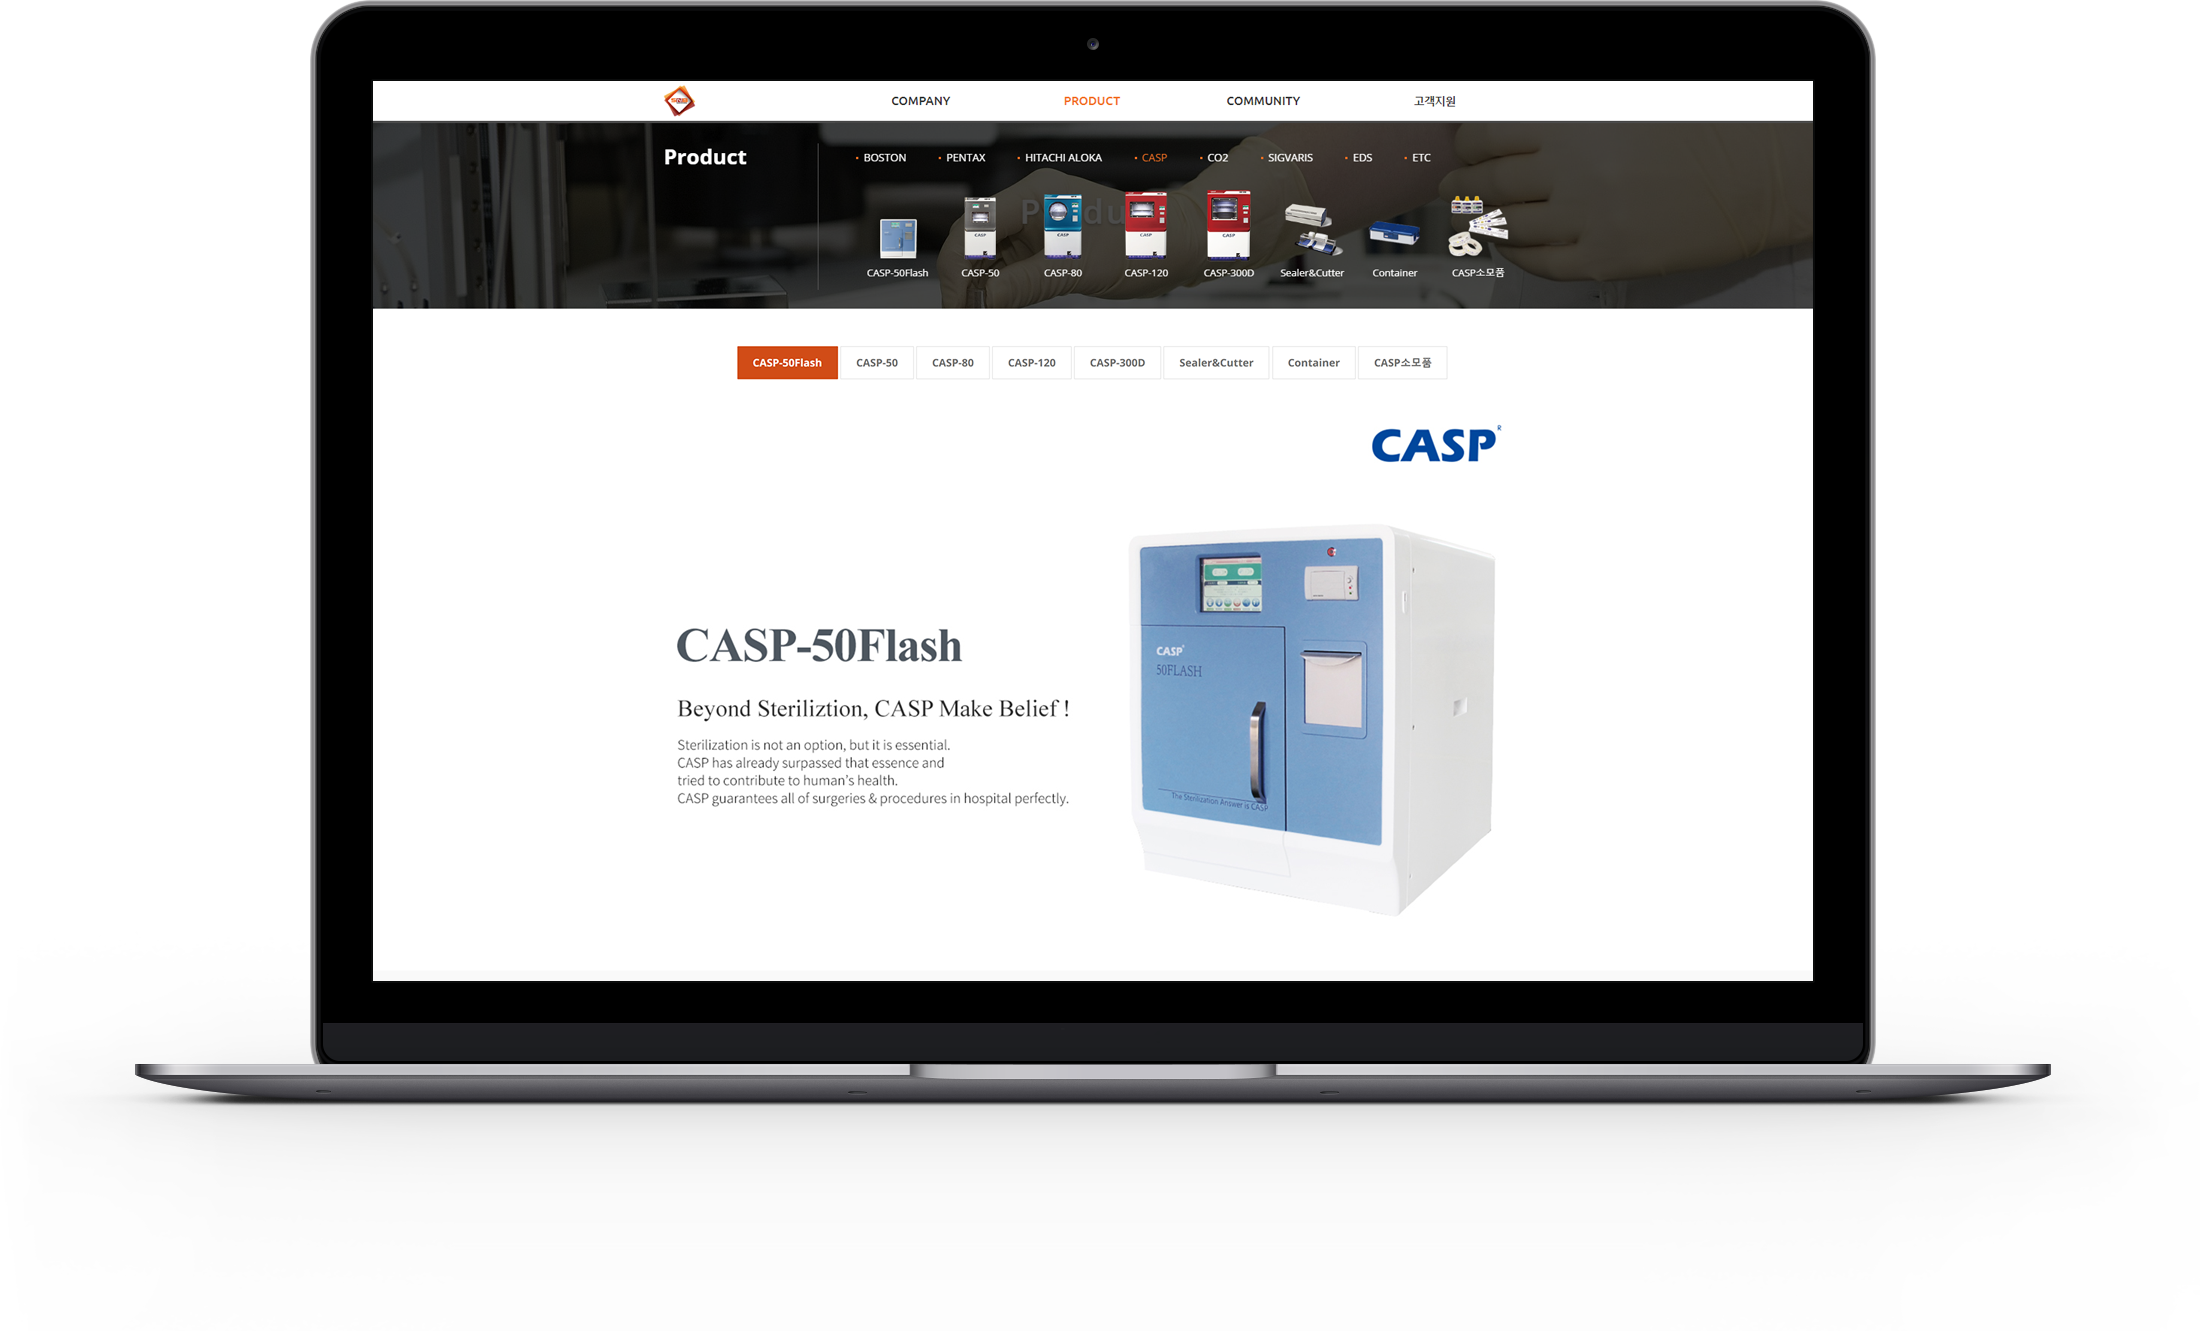 COMPANY PRODUCT COMMUNITY 고객지원
Product
BOSTON PENTAX HITACHI ALOKA CASP CO2 SIGVARIS EDS ETC
CASP-50Flash CASP-50 CASP-80 CASP-120 CASP-300D Sealer&Cutter Container CASP소모품
CASP-50Flash CASP-50 CASP-80 CASP-120 CASP-300D Sealer&Cutter Container CASP소모품
CASP®
CASP-50Flash
Beyond Steriliztion, CASP Make Belief !
Sterilization is not an option, but it is essential.
CASP has already surpassed that essence and
tried to contribute to human’s health.
CASP guarantees all of surgeries & procedures in hospital perfectly.
CASP
50FLASH
The Sterilization Answer is CASP